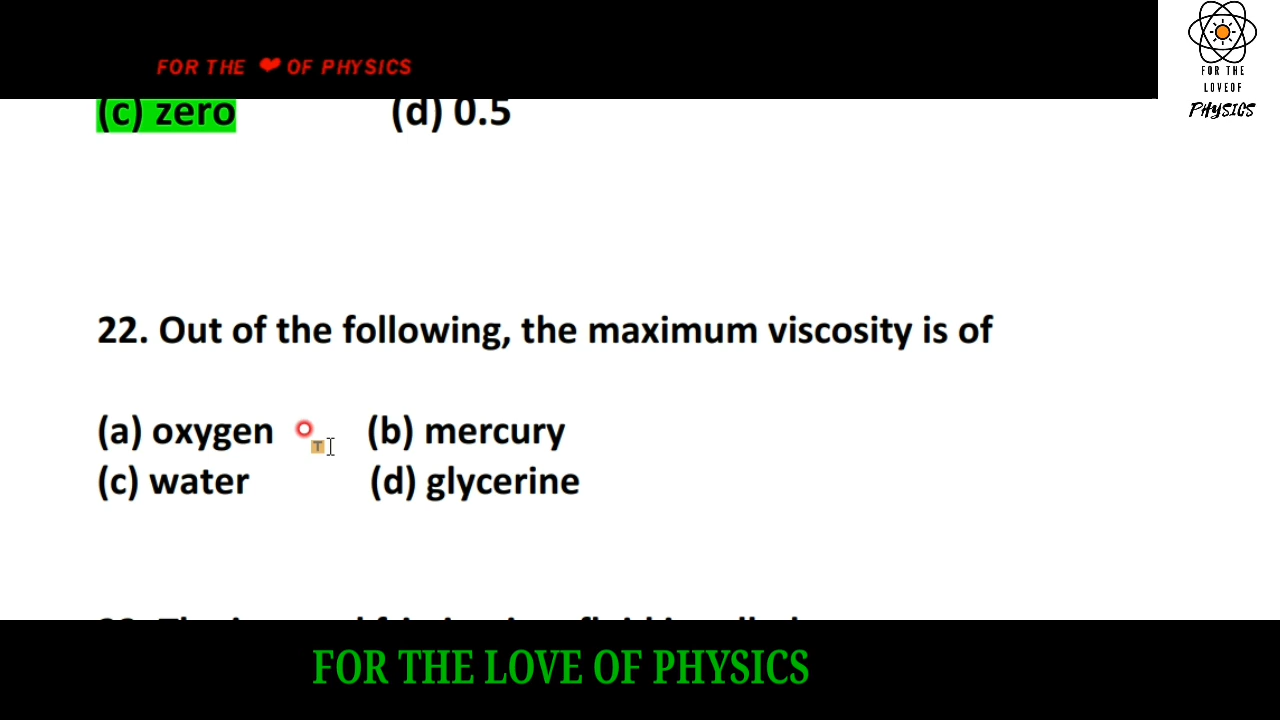 FOR THE ❤ OF PHYSICS
FOR THE
LOVEOF
PHYSICS
(c) zero (d) 0.5
22. Out of the following, the maximum viscosity is of
(a) oxygen (b) mercury
T
(c) water (d) glycerine
FOR THE LOVE OF PHYSICS